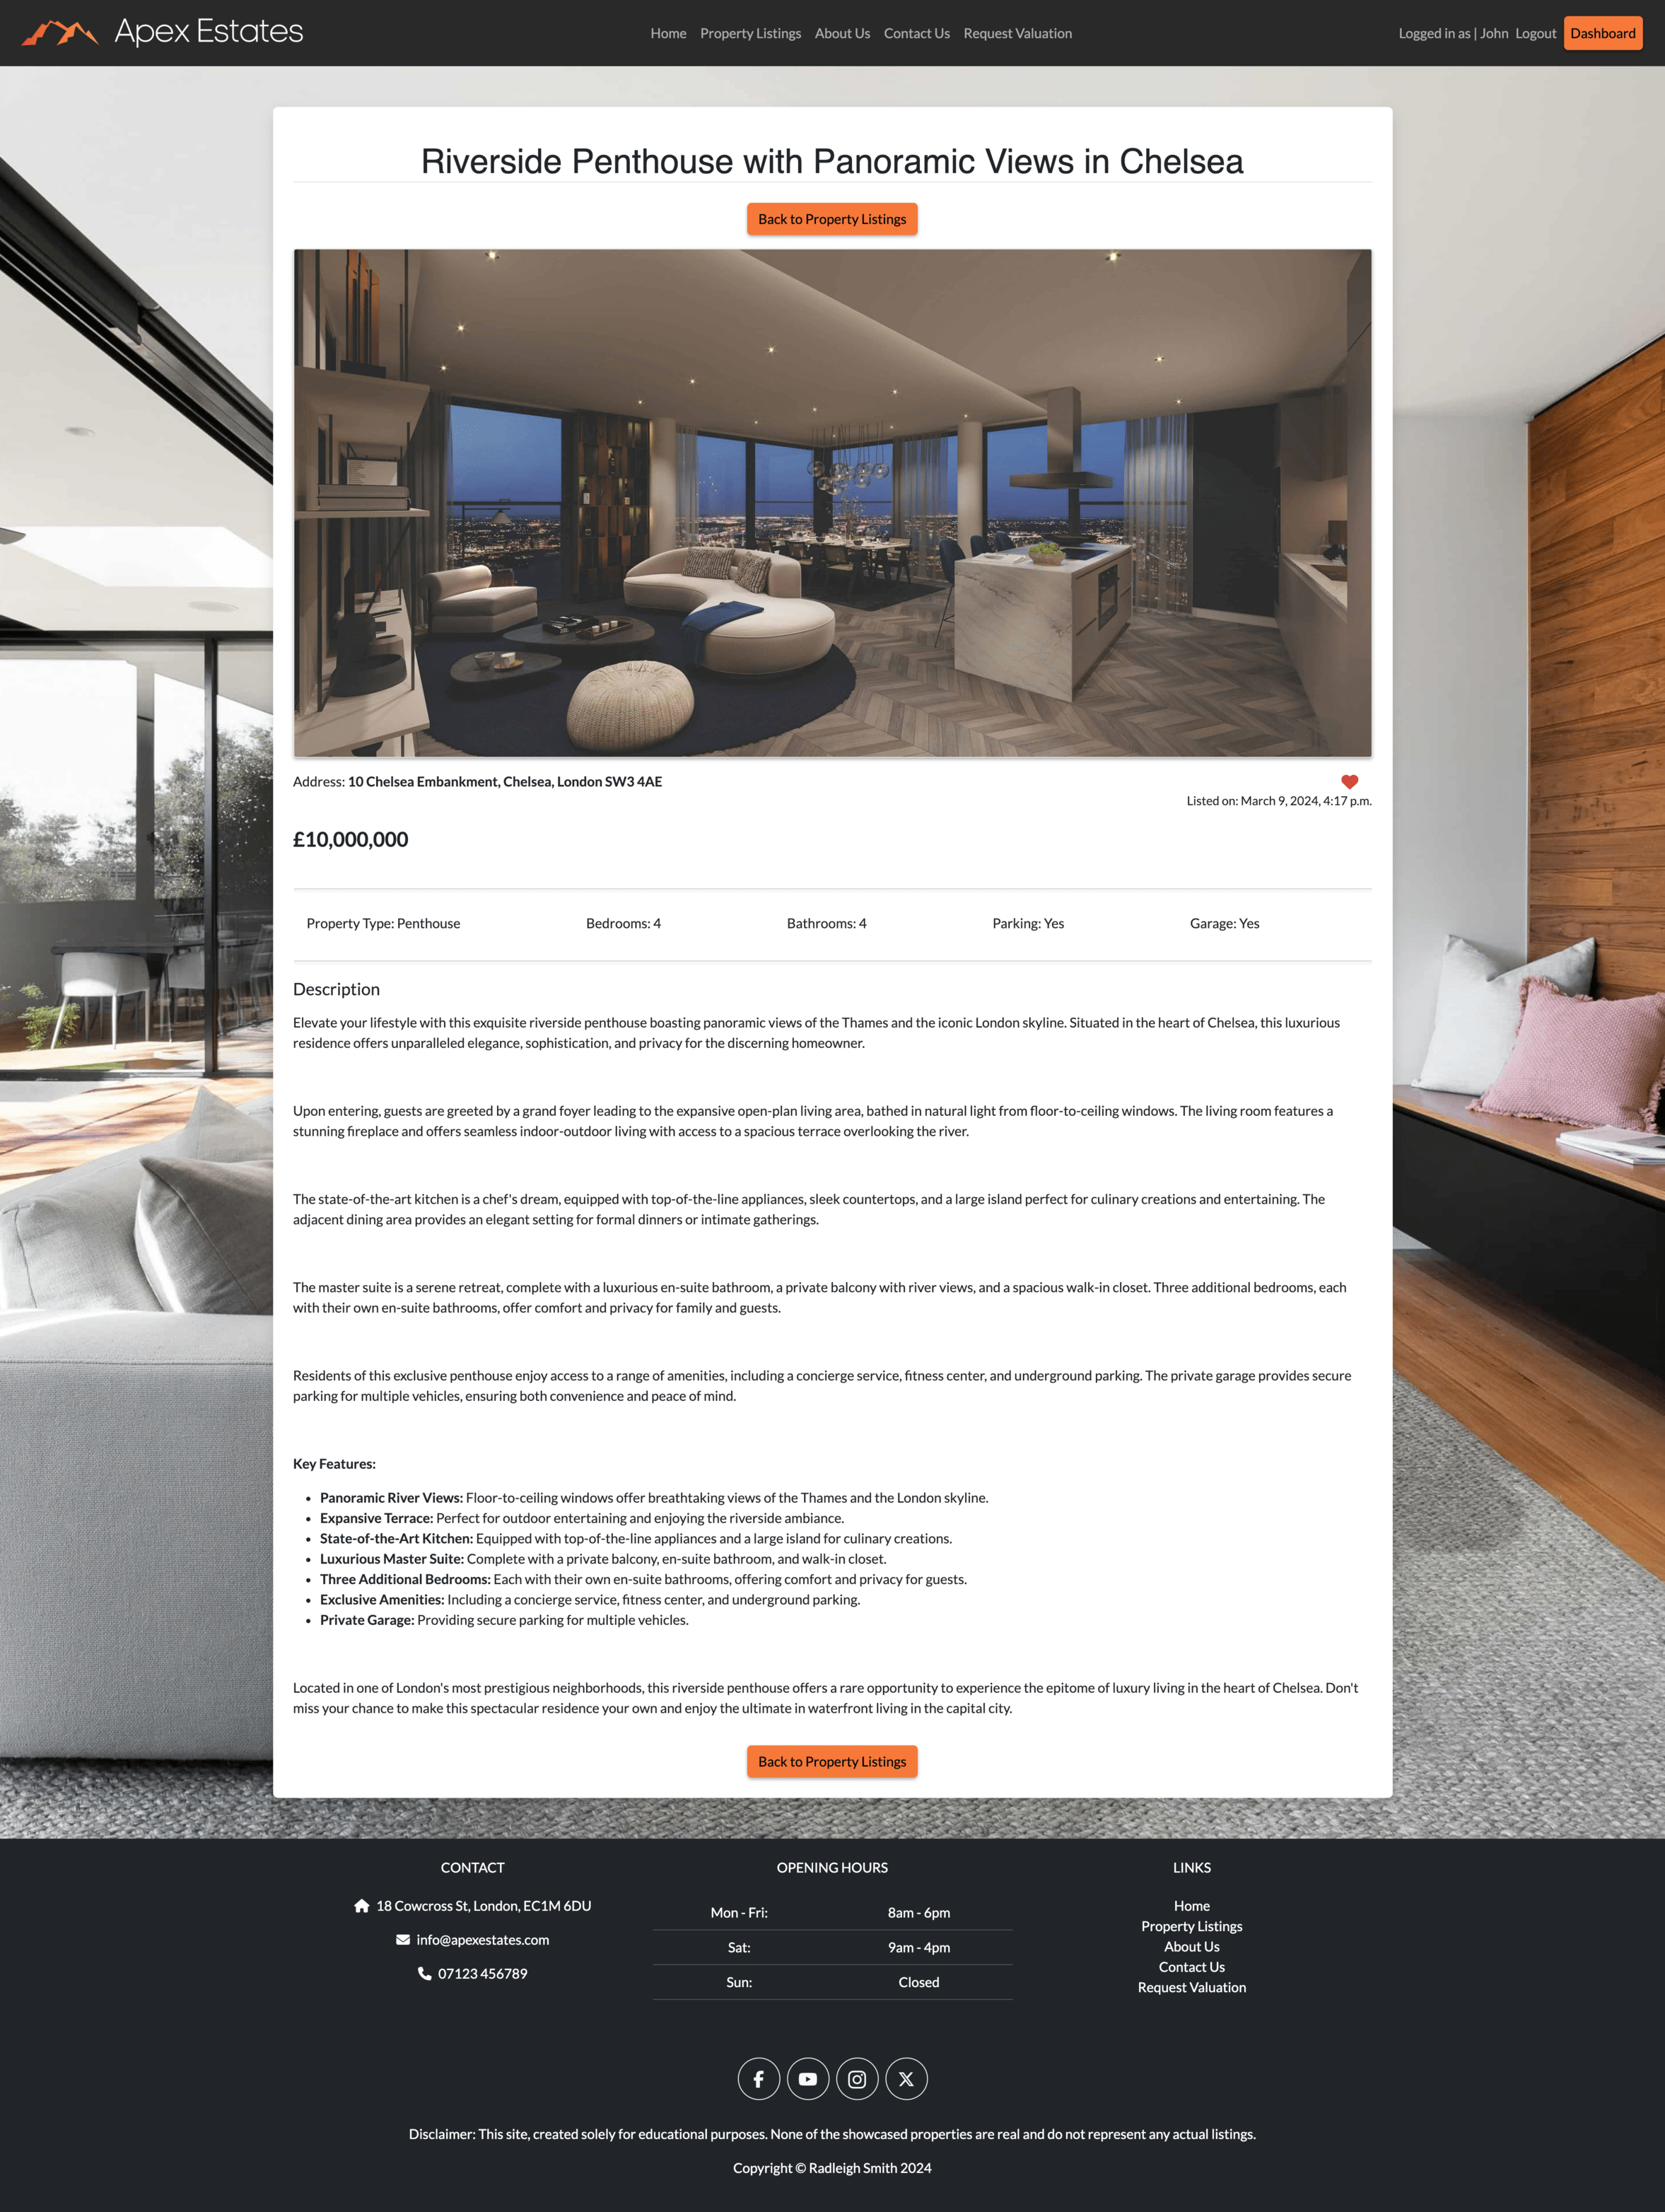 Apex Estates
Home Property Listings About Us Contact Us Request Valuation
Logged in as | John Logout Dashboard
Riverside Penthouse with Panoramic Views in Chelsea
Back to Property Listings
Address: 10 Chelsea Embankment, Chelsea, London SW3 4AE
Listed on: March 9, 2024, 4:17 p.m.
£10,000,000
Property Type: Penthouse Bedrooms: 4 Bathrooms: 4 Parking: Yes Garage: Yes
Description
Elevate your lifestyle with this exquisite riverside penthouse boasting panoramic views of the Thames and the iconic London skyline. Situated in the heart of Chelsea, this luxurious
residence offers unparalleled elegance, sophistication, and privacy for the discerning homeowner.
Upon entering, guests are greeted by a grand foyer leading to the expansive open-plan living area, bathed in natural light from floor-to-ceiling windows. The living room features a
stunning fireplace and offers seamless indoor-outdoor living with access to a spacious terrace overlooking the river.
The state-of-the-art kitchen is a chef's dream, equipped with top-of-the-line appliances, sleek countertops, and a large island perfect for culinary creations and entertaining. The
adjacent dining area provides an elegant setting for formal dinners or intimate gatherings.
The master suite is a serene retreat, complete with a luxurious en-suite bathroom, a private balcony with river views, and a spacious walk-in closet. Three additional bedrooms, each
with their own en-suite bathrooms, offer comfort and privacy for family and guests.
Residents of this exclusive penthouse enjoy access to a range of amenities, including a concierge service, fitness center, and underground parking. The private garage provides secure
parking for multiple vehicles, ensuring both convenience and peace of mind.
Key Features:
• Panoramic River Views: Floor-to-ceiling windows offer breathtaking views of the Thames and the London skyline.
• Expansive Terrace: Perfect for outdoor entertaining and enjoying the riverside ambiance.
• State-of-the-Art Kitchen: Equipped with top-of-the-line appliances and a large island for culinary creations.
• Luxurious Master Suite: Complete with a private balcony, en-suite bathroom, and walk-in closet.
• Three Additional Bedrooms: Each with their own en-suite bathrooms, offering comfort and privacy for guests.
• Exclusive Amenities: Including a concierge service, fitness center, and underground parking.
• Private Garage: Providing secure parking for multiple vehicles.
Located in one of London's most prestigious neighborhoods, this riverside penthouse offers a rare opportunity to experience the epitome of luxury living in the heart of Chelsea. Don't
miss your chance to make this spectacular residence your own and enjoy the ultimate in waterfront living in the capital city.
Back to Property Listings
CONTACT
18 Cowcross St, London, EC1M 6DU
info@apexestates.com
07123 456789
OPENING HOURS
Mon - Fri: 8am - 6pm
Sat: 9am - 4pm
Sun: Closed
LINKS
Home
Property Listings
About Us
Contact Us
Request Valuation
Disclaimer: This site, created solely for educational purposes. None of the showcased properties are real and do not represent any actual listings.
Copyright © Radleigh Smith 2024